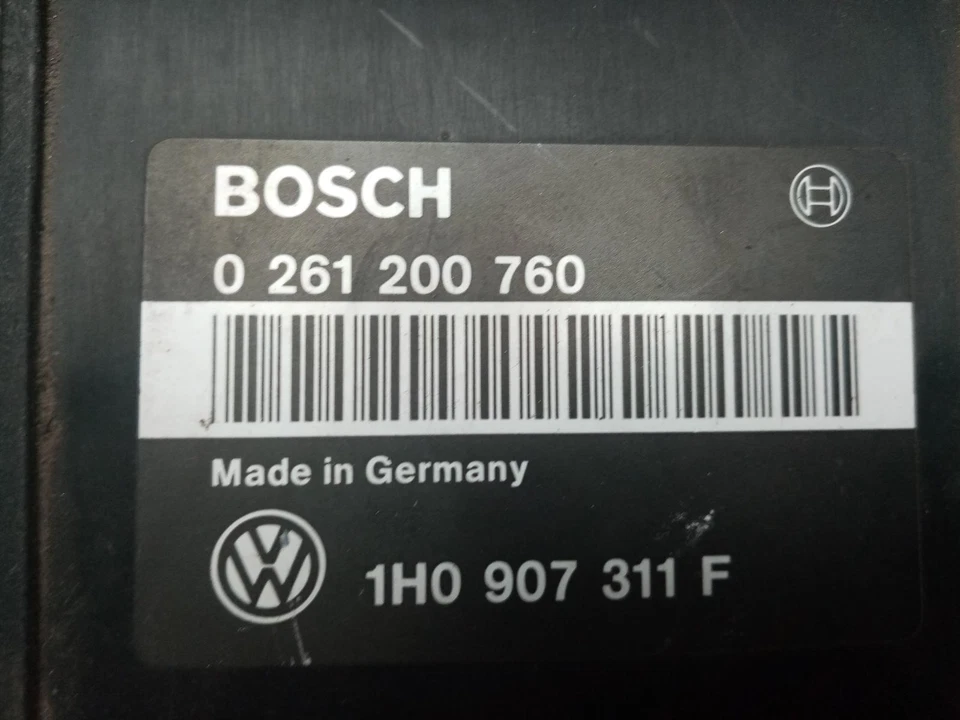 BOSCH
0 261 200 760
Made in Germany
1H0 907 311 F